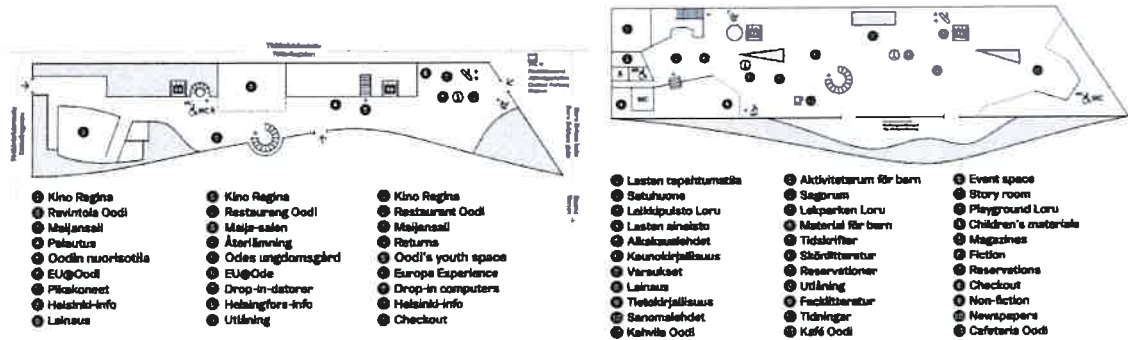 Kino Regina
Ravintola Oodi
Maijansali
Palautus
Oodin nuorisotila
EU@Oodi
Pikakoneet
Helsinki-info
Lainaus
Kino Regina
Restaurang Oodi
Maija-salen
Återlämning
Odes ungdomsgård
EU@Ode
Drop-in-datorer
Helsingfors-info
Utlåning
Kino Regina
Restaurant Oodi
Maijansali
Returns
Oodi's youth space
Europa Experience
Drop-in computers
Helsinki-info
Checkout
WC
WC
Lasten tapahtumatila
Satuhuone
Leikkipuisto Loru
Lasten aineisto
Aikakauslehdet
Kaunokirjallisuus
Varaukset
Lainaus
Tietokirjallisuus
Sanomalehdet
Kahvila Oodi
Aktivitetsrum för barn
Sagorum
Lekparken Loru
Material för barn
Tidskrifter
Skönlitteratur
Reservationer
Utlåning
Facklitteratur
Tidningar
Kafé Oodi
Event space
Story room
Playground Loru
Children's materials
Magazines
Fiction
Reservations
Checkout
Non-fiction
Newspapers
Cafeteria Oodi